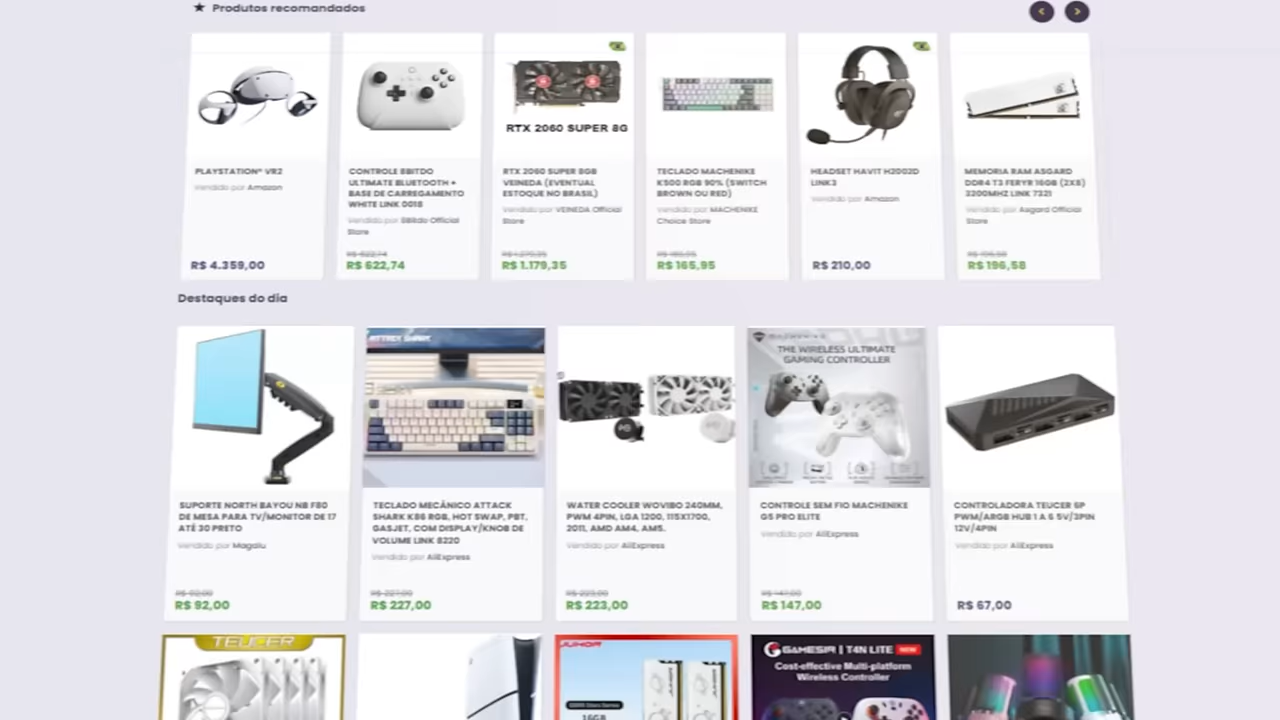 ★ Produtos recomandados
RTX 2060 SUPER 8G
PLAYSTATION® VR2
Vendido por Amazon
R$ 4.359,00
CONTROLE 8BITDO
ULTIMATE BLUETOOTH +
BASE DE CARREGAMENTO
WHITE LINK 0018
Vendido por 8Bitdo Official
Store
R$ 622,74
R$ 622,74
RTX 2060 SUPER 8GB
VEINEDA (EVENTUAL
ESTOQUE NO BRASIL)
Vendido por VEINEDA Official
Store
R$ 1.179,35
R$ 1.179,35
TECLADO MACHENIKE
K500 RGB 90% (SWITCH
BROWN OU RED)
Vendido por MACHENIKE
Choice Store
R$ 165,95
R$ 165,95
HEADSET HAVIT H2002D
LINK3
Vendido por Amazon
R$ 210,00
MEMORIA RAM ASGARD
DDR4 T3 FERYR 16GB (2X8)
3200MHZ LINK 7321
Vendido por Asgard Official
Store
R$ 196,58
R$ 196,58
Destaques do dia
SUPORTE NORTH BAYOU NB F80
DE MESA PARA TV/MONITOR DE 17
ATÉ 30 PRETO
Vendido por Magalu
R$ 92,00
R$ 92,00
ATTACK SHARK
TECLADO MECÂNICO ATTACK
SHARK K86 RGB, HOT SWAP, PBT,
GASJET, COM DISPLAY/KNOB DE
VOLUME LINK 8220
Vendido por AliExpress
R$ 227,00
R$ 227,00
WATER COOLER WOVIBO 240MM,
PWM 4PIN, LGA 1200, 115X1700,
2011, AMD AM4, AM5.
Vendido por AliExpress
R$ 223,00
R$ 223,00
MACHENIKE
THE WIRELESS ULTIMATE
GAMING CONTROLLER
CONTROLE SEM FIO MACHENIKE
G5 PRO ELITE
Vendido por AliExpress
R$ 147,00
R$ 147,00
CONTROLADORA TEUCER 5P
PWM/ARGB HUB 1 A 5 5V/3PIN
12V/4PIN
Vendido por AliExpress
R$ 67,00
TEUCER
JUHOR
16GB
GAMESIR | T4N LITE NEW
Cost-effective Multi-platform
Wireless Controller